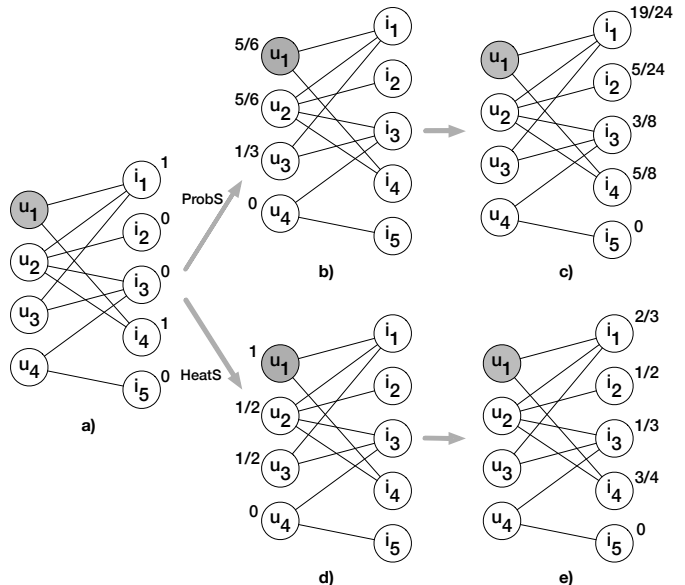 u1
u2
u3
u4
i1 1
i2 0
i3 0
i4 1
i5 0
a)
ProbS
HeatS
5/6 u1
5/6 u2
1/3 u3
0 u4
i1
i2
i3
i4
i5
b)
u1
u2
u3
u4
i1 19/24
i2 5/24
i3 3/8
i4 5/8
i5 0
c)
1 u1
1/2 u2
1/2 u3
0 u4
i1
i2
i3
i4
i5
d)
u1
u2
u3
u4
i1 2/3
i2 1/2
i3 1/3
i4 3/4
i5 0
e)